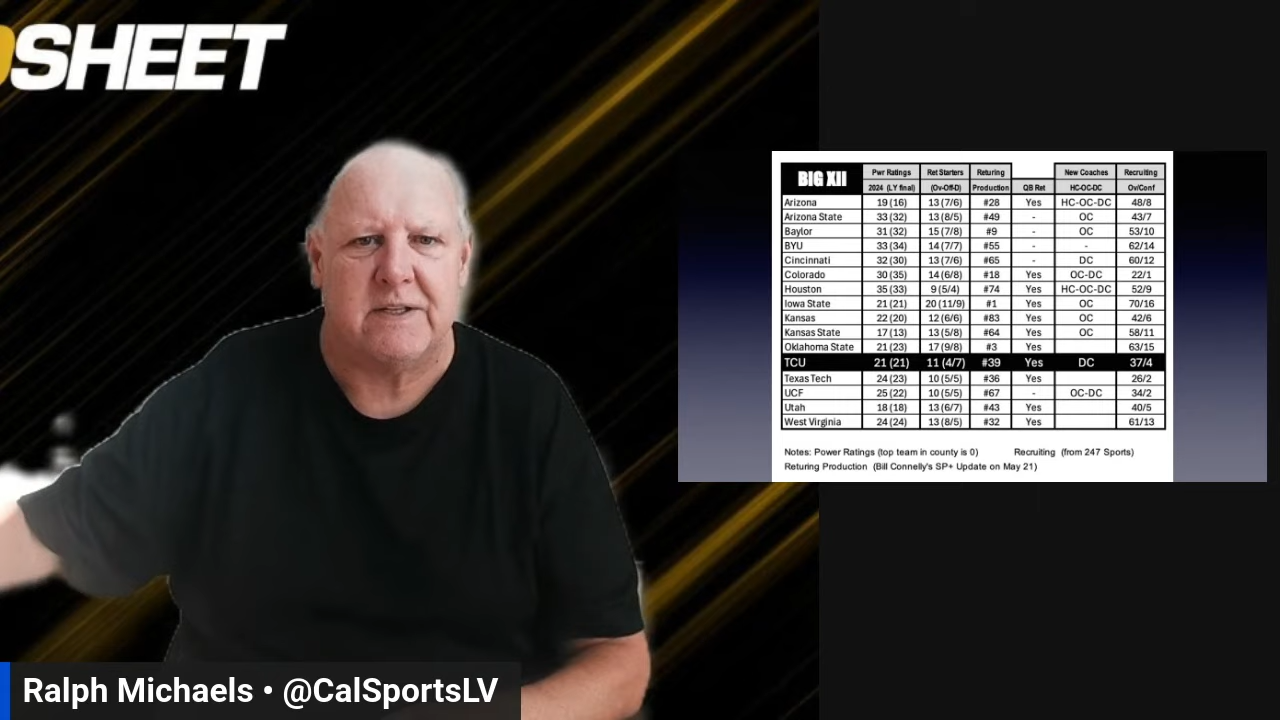 SHEET
BIG XII Pwr Ratings Ret Starters Returing New Coaches Recruiting
2024 (LY final) (Ov-Off-D) Production QB Ret HC-OC-DC Ov/Conf
Arizona 19 (16) 13 (7/6) #28 Yes HC-OC-DC 48/8
Arizona State 33 (32) 13 (8/5) #49 - OC 43/7
Baylor 31 (32) 15 (7/8) #9 - OC 53/10
BYU 33 (34) 14 (7/7) #55 - - 62/14
Cincinnati 32 (30) 13 (7/6) #65 - DC 60/12
Colorado 30 (35) 14 (6/8) #18 Yes OC-DC 22/1
Houston 35 (33) 9 (5/4) #74 Yes HC-OC-DC 52/9
Iowa State 21 (21) 20 (11/9) #1 Yes OC 70/16
Kansas 22 (20) 12 (6/6) #83 Yes OC 42/6
Kansas State 17 (13) 13 (5/8) #64 Yes OC 58/11
Oklahoma State 21 (23) 17 (9/8) #3 Yes 63/15
TCU 21 (21) 11 (4/7) #39 Yes DC 37/4
Texas Tech 24 (23) 10 (5/5) #36 Yes 26/2
UCF 25 (22) 10 (5/5) #67 - OC-DC 34/2
Utah 18 (18) 13 (6/7) #43 Yes 40/5
West Virginia 24 (24) 13 (8/5) #32 Yes 61/13
Notes: Power Ratings (top team in county is 0) Recruiting (from 247 Sports)
Returing Production (Bill Connelly's SP+ Update on May 21)
Ralph Michaels • @CalSportsLV